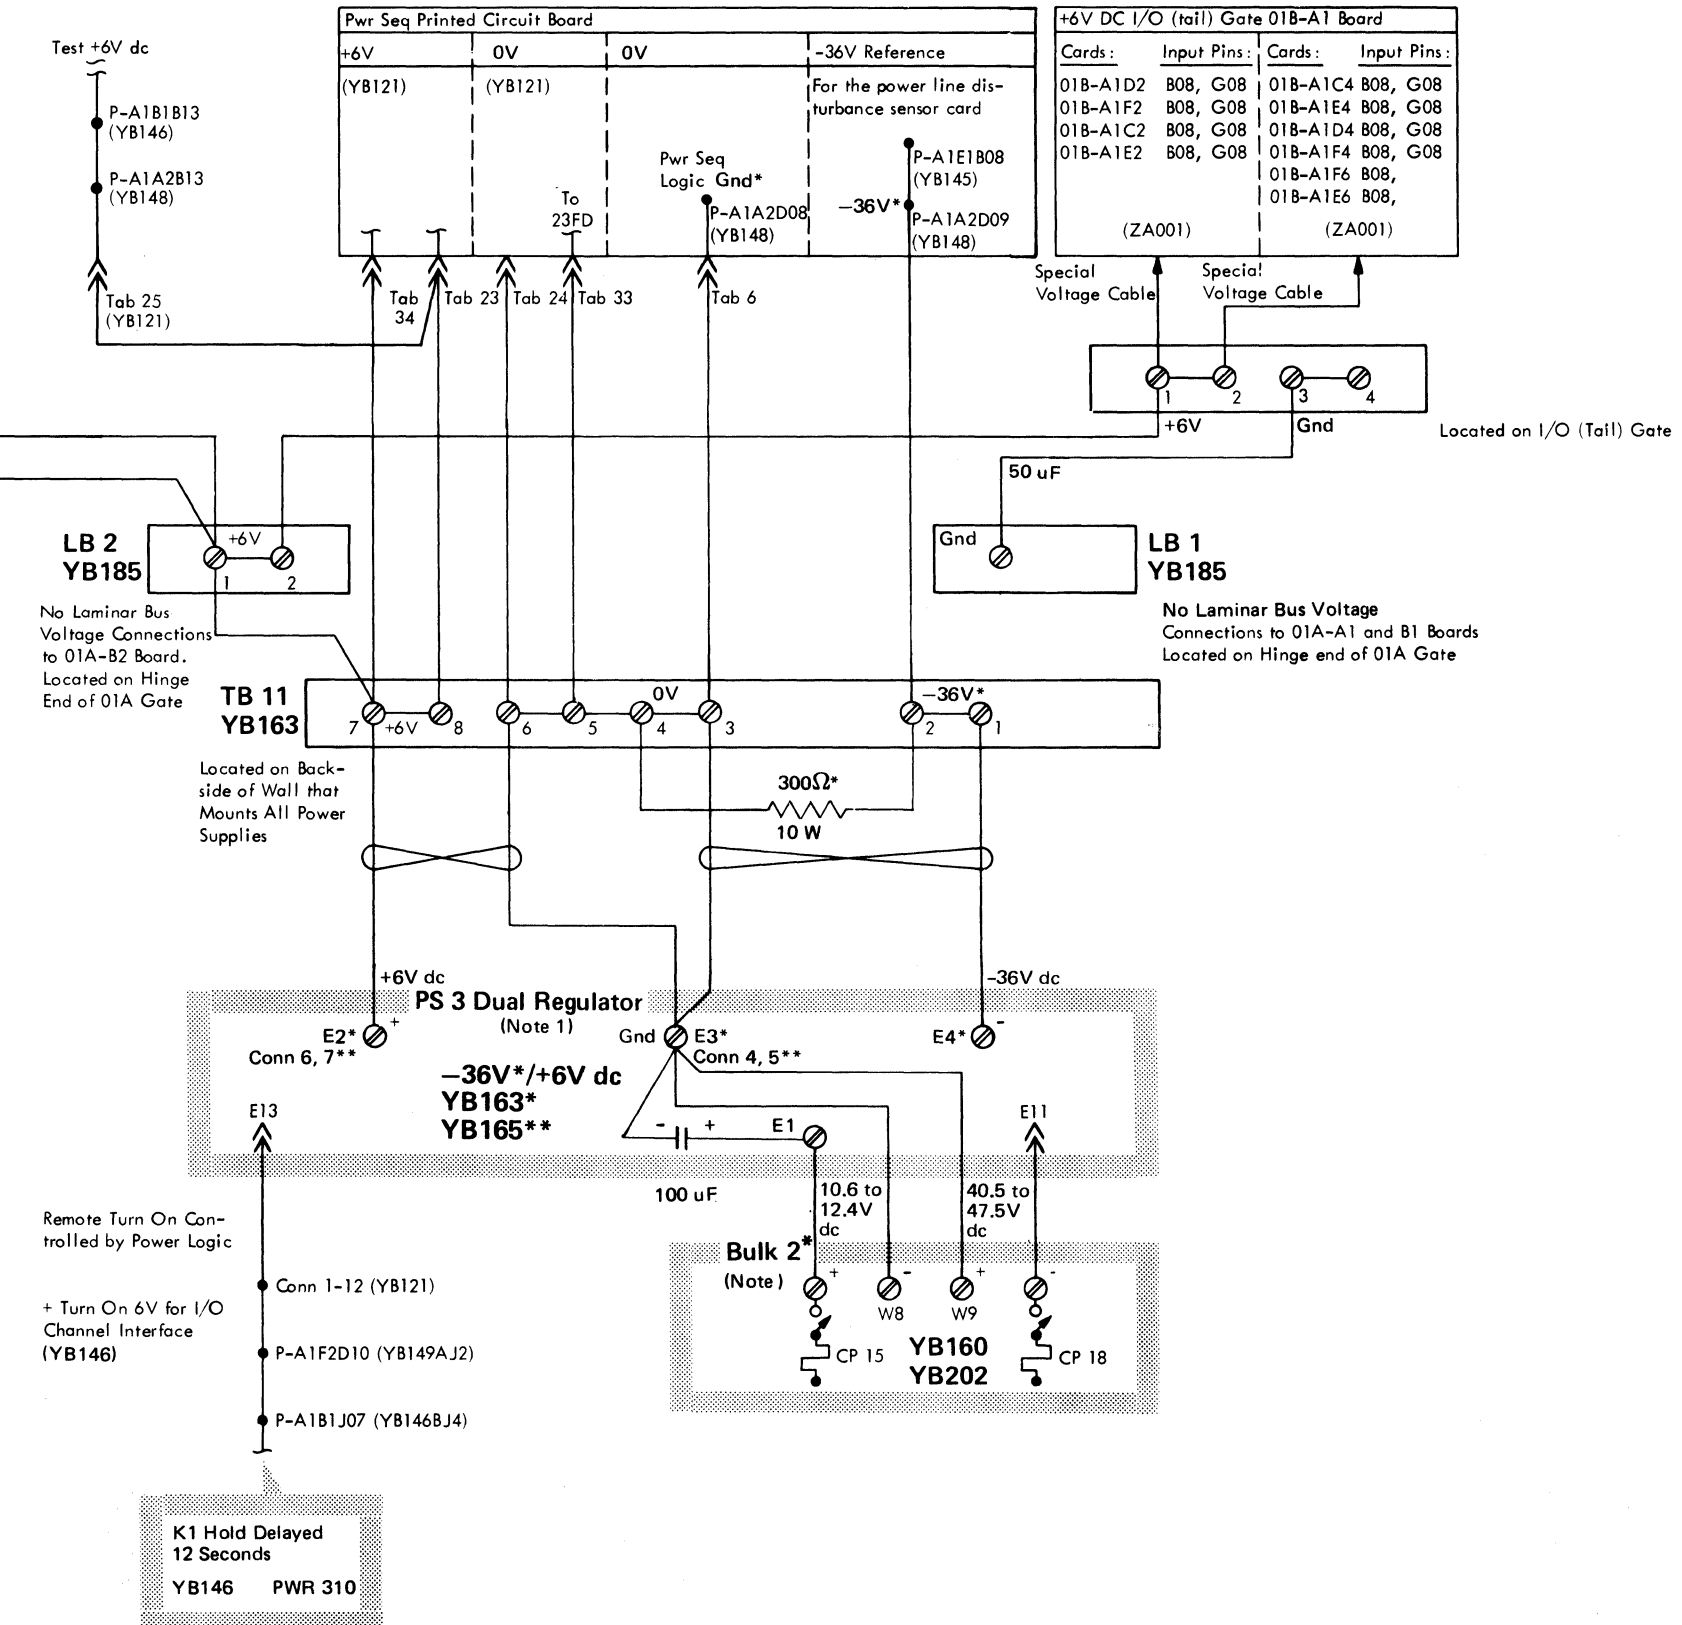 Test +6V dc
P-A1B1B13
(YB146)
P-A1A2B13
(YB148)
Tab 25
(YB121)
Pwr Seq Printed Circuit Board
+6V
0V
0V
-36V Reference
(YB121)
(YB121)
For the power line dis-
turbance sensor card
To
23FD
Pwr Seq
Logic Gnd*
P-A1A2D08
(YB148)
P-A1E1B08
(YB145)
-36V*
P-A1A2D09
(YB148)
Tab
34
Tab 23
Tab 24
Tab 33
Tab 6
+6V DC I/O (tail) Gate 01B-A1 Board
Cards: Input Pins: Cards: Input Pins:
01B-A1D2 B08, G08 01B-A1C4 B08, G08
01B-A1F2 B08, G08 01B-A1E4 B08, G08
01B-A1C2 B08, G08 01B-A1D4 B08, G08
01B-A1E2 B08, G08 01B-A1F4 B08, G08
01B-A1F6 B08,
01B-A1E6 B08,
(ZA001) (ZA001)
Special
Voltage Cable
Special
Voltage Cable
1 2 3 4
+6V
Gnd
Located on I/O (Tail) Gate
50 uF
LB 2
YB185
+6V
1 2
No Laminar Bus
Voltage Connections
to 01A-B2 Board.
Located on Hinge
End of 01A Gate
Gnd
LB 1
YB185
No Laminar Bus Voltage
Connections to 01A-A1 and B1 Boards
Located on Hinge end of 01A Gate
TB 11
YB163
0V
-36V*
7 +6V 8 6 5 4 3 2 1
Located on Back-
side of Wall that
Mounts All Power
Supplies
300Ω*
10 W
+6V dc
-36V dc
PS 3 Dual Regulator
(Note 1)
E2*
+
Conn 6, 7**
Gnd
E3*
Conn 4, 5**
E4*
-
-36V*/+6V dc
YB163*
YB165**
E13
- +
E1
E11
100 uF
10.6 to
12.4V
dc
40.5 to
47.5V
dc
Remote Turn On Con-
trolled by Power Logic
Conn 1-12 (YB121)
+ Turn On 6V for I/O
Channel Interface
(YB146)
P-A1F2D10 (YB149AJ2)
P-A1B1J07 (YB146BJ4)
Bulk 2*
(Note )
+ - + -
W8 W9
YB160
YB202
CP 15
CP 18
K1 Hold Delayed
12 Seconds
YB146 PWR 310